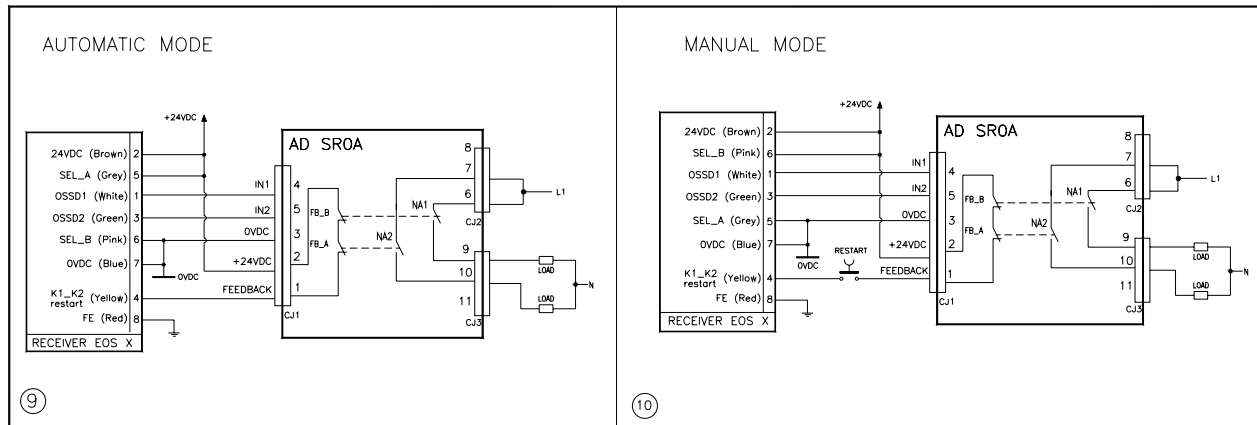 AUTOMATIC MODE
+24VDC
24VDC (Brown) 2
SEL_A (Grey) 5
OSSD1 (White) 1
OSSD2 (Green) 3
SEL_B (Pink) 6
0VDC (Blue) 7
K1_K2 restart (Yellow) 4
FE (Red) 8
RECEIVER EOS X
0VDC
IN1
IN2
0VDC
+24VDC
FEEDBACK
4
5
3
2
1
CJ1
AD SR0A
FB_B
FB_A
NA1
NA2
8
7
6
CJ2
L1
9
10
11
CJ3
LOAD
LOAD
N
9
MANUAL MODE
+24VDC
24VDC (Brown) 2
SEL_B (Pink) 6
OSSD1 (White) 1
OSSD2 (Green) 3
SEL_A (Grey) 5
0VDC (Blue) 7
K1_K2 restart (Yellow) 4
FE (Red) 8
RECEIVER EOS X
0VDC
RESTART
IN1
IN2
0VDC
+24VDC
FEEDBACK
4
5
3
2
1
CJ1
AD SR0A
FB_B
FB_A
NA1
NA2
8
7
6
CJ2
L1
9
10
11
CJ3
LOAD
LOAD
N
10